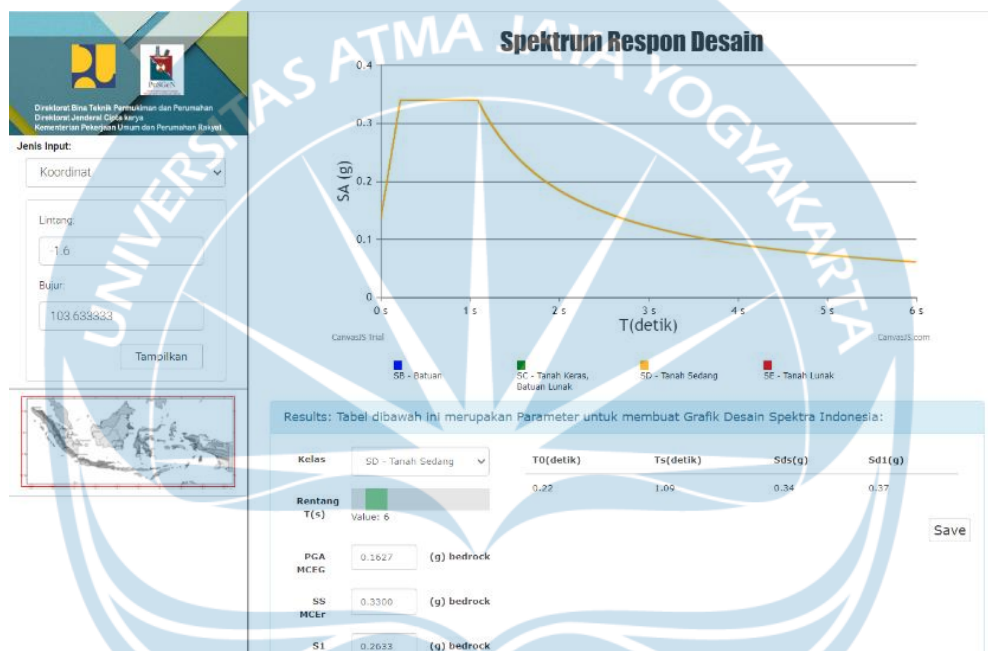 UNIVERSITAS ATMA JAYA YOGYAKARTA
Direktorat Bina Teknik Permukiman dan Perumahan
Direktorat Jenderal Cipta karya
Kementerian Pekerjaan Umum dan Perumahan Rakyat
Jenis Input:
Koordinat
Lintang:
-1.6
Bujur:
103.633333
Tampilkan
Spektrum Respon Desain
SA (g)
0.4
0.3
0.2
0.1
0
0 s
1 s
2 s
3 s
4 s
5 s
6 s
T(detik)
CanvasJS Trial
CanvasJS.com
SB - Batuan
SC - Tanah Keras,
Batuan Lunak
SD - Tanah Sedang
SE - Tanah Lunak
Results: Tabel dibawah ini merupakan Parameter untuk membuat Grafik Desain Spektra Indonesia:
Kelas
SD - Tanah Sedang
T0(detik) Ts(detik) Sds(g) Sd1(g)
0.22 1.09 0.34 0.37
Rentang
T(s)
Value: 6
Save
PGA
MCEG
0.1627 (g) bedrock
SS
MCEr
0.3300 (g) bedrock
S1
0.2633 (g) bedrock